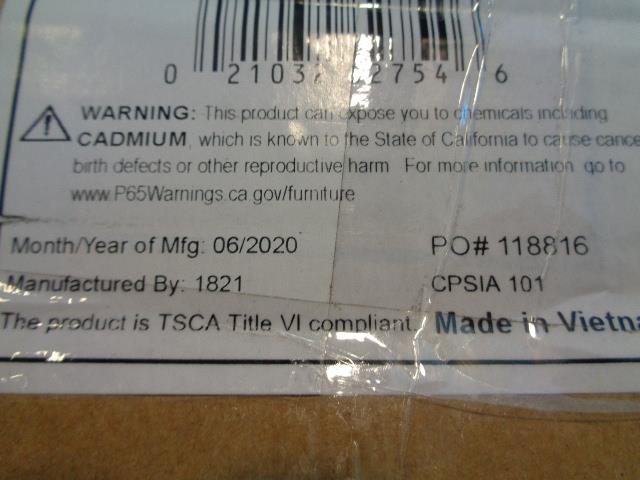 0 21037 2754 6
WARNING: This product can expose you to chemicals including
CADMIUM, which is known to the State of California to cause cance
birth defects or other reproductive harm For more information go to
www.P65Warnings.ca.gov/furniture
Month/Year of Mfg: 06/2020 PO# 118816
Manufactured By: 1821 CPSIA 101
The product is TSCA Title VI compliant. Made in Vietna